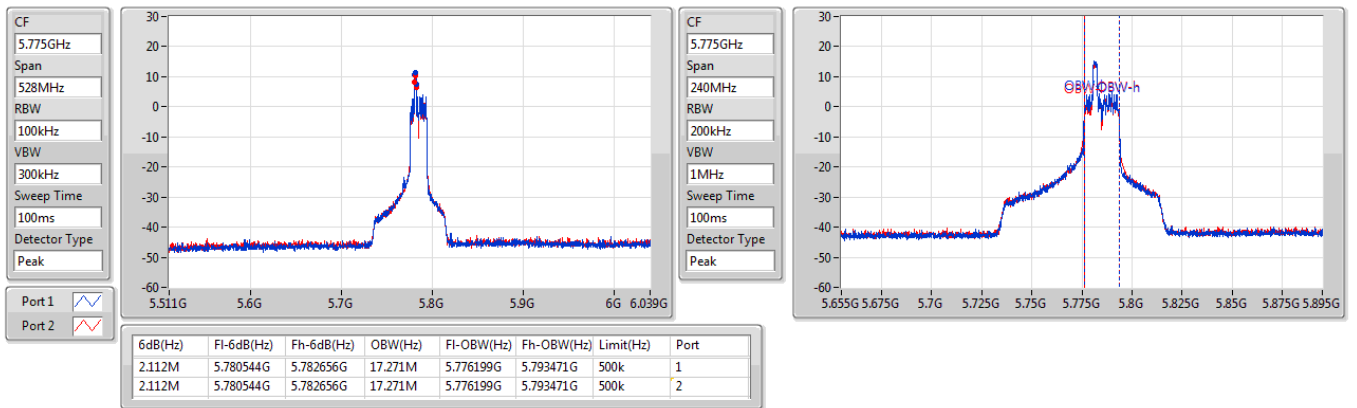 CF
5.775GHz
Span
528MHz
RBW
100kHz
VBW
300kHz
Sweep Time
100ms
Detector Type
Peak
Port 1
Port 2
30
20
10
0
-10
-20
-30
-40
-50
-60
5.511G 5.6G 5.7G 5.8G 5.9G 6G 6.039G
CF
5.775GHz
Span
240MHz
RBW
200kHz
VBW
1MHz
Sweep Time
100ms
Detector Type
Peak
30
20
10
0
-10
-20
-30
-40
-50
-60
OBW-h
5.655G 5.675G 5.7G 5.725G 5.75G 5.775G 5.8G 5.825G 5.85G 5.875G 5.895G
6dB(Hz) Fl-6dB(Hz) Fh-6dB(Hz) OBW(Hz) Fl-OBW(Hz) Fh-OBW(Hz) Limit(Hz) Port
2.112M 5.780544G 5.782656G 17.271M 5.776199G 5.793471G 500k 1
2.112M 5.780544G 5.782656G 17.271M 5.776199G 5.793471G 500k 2